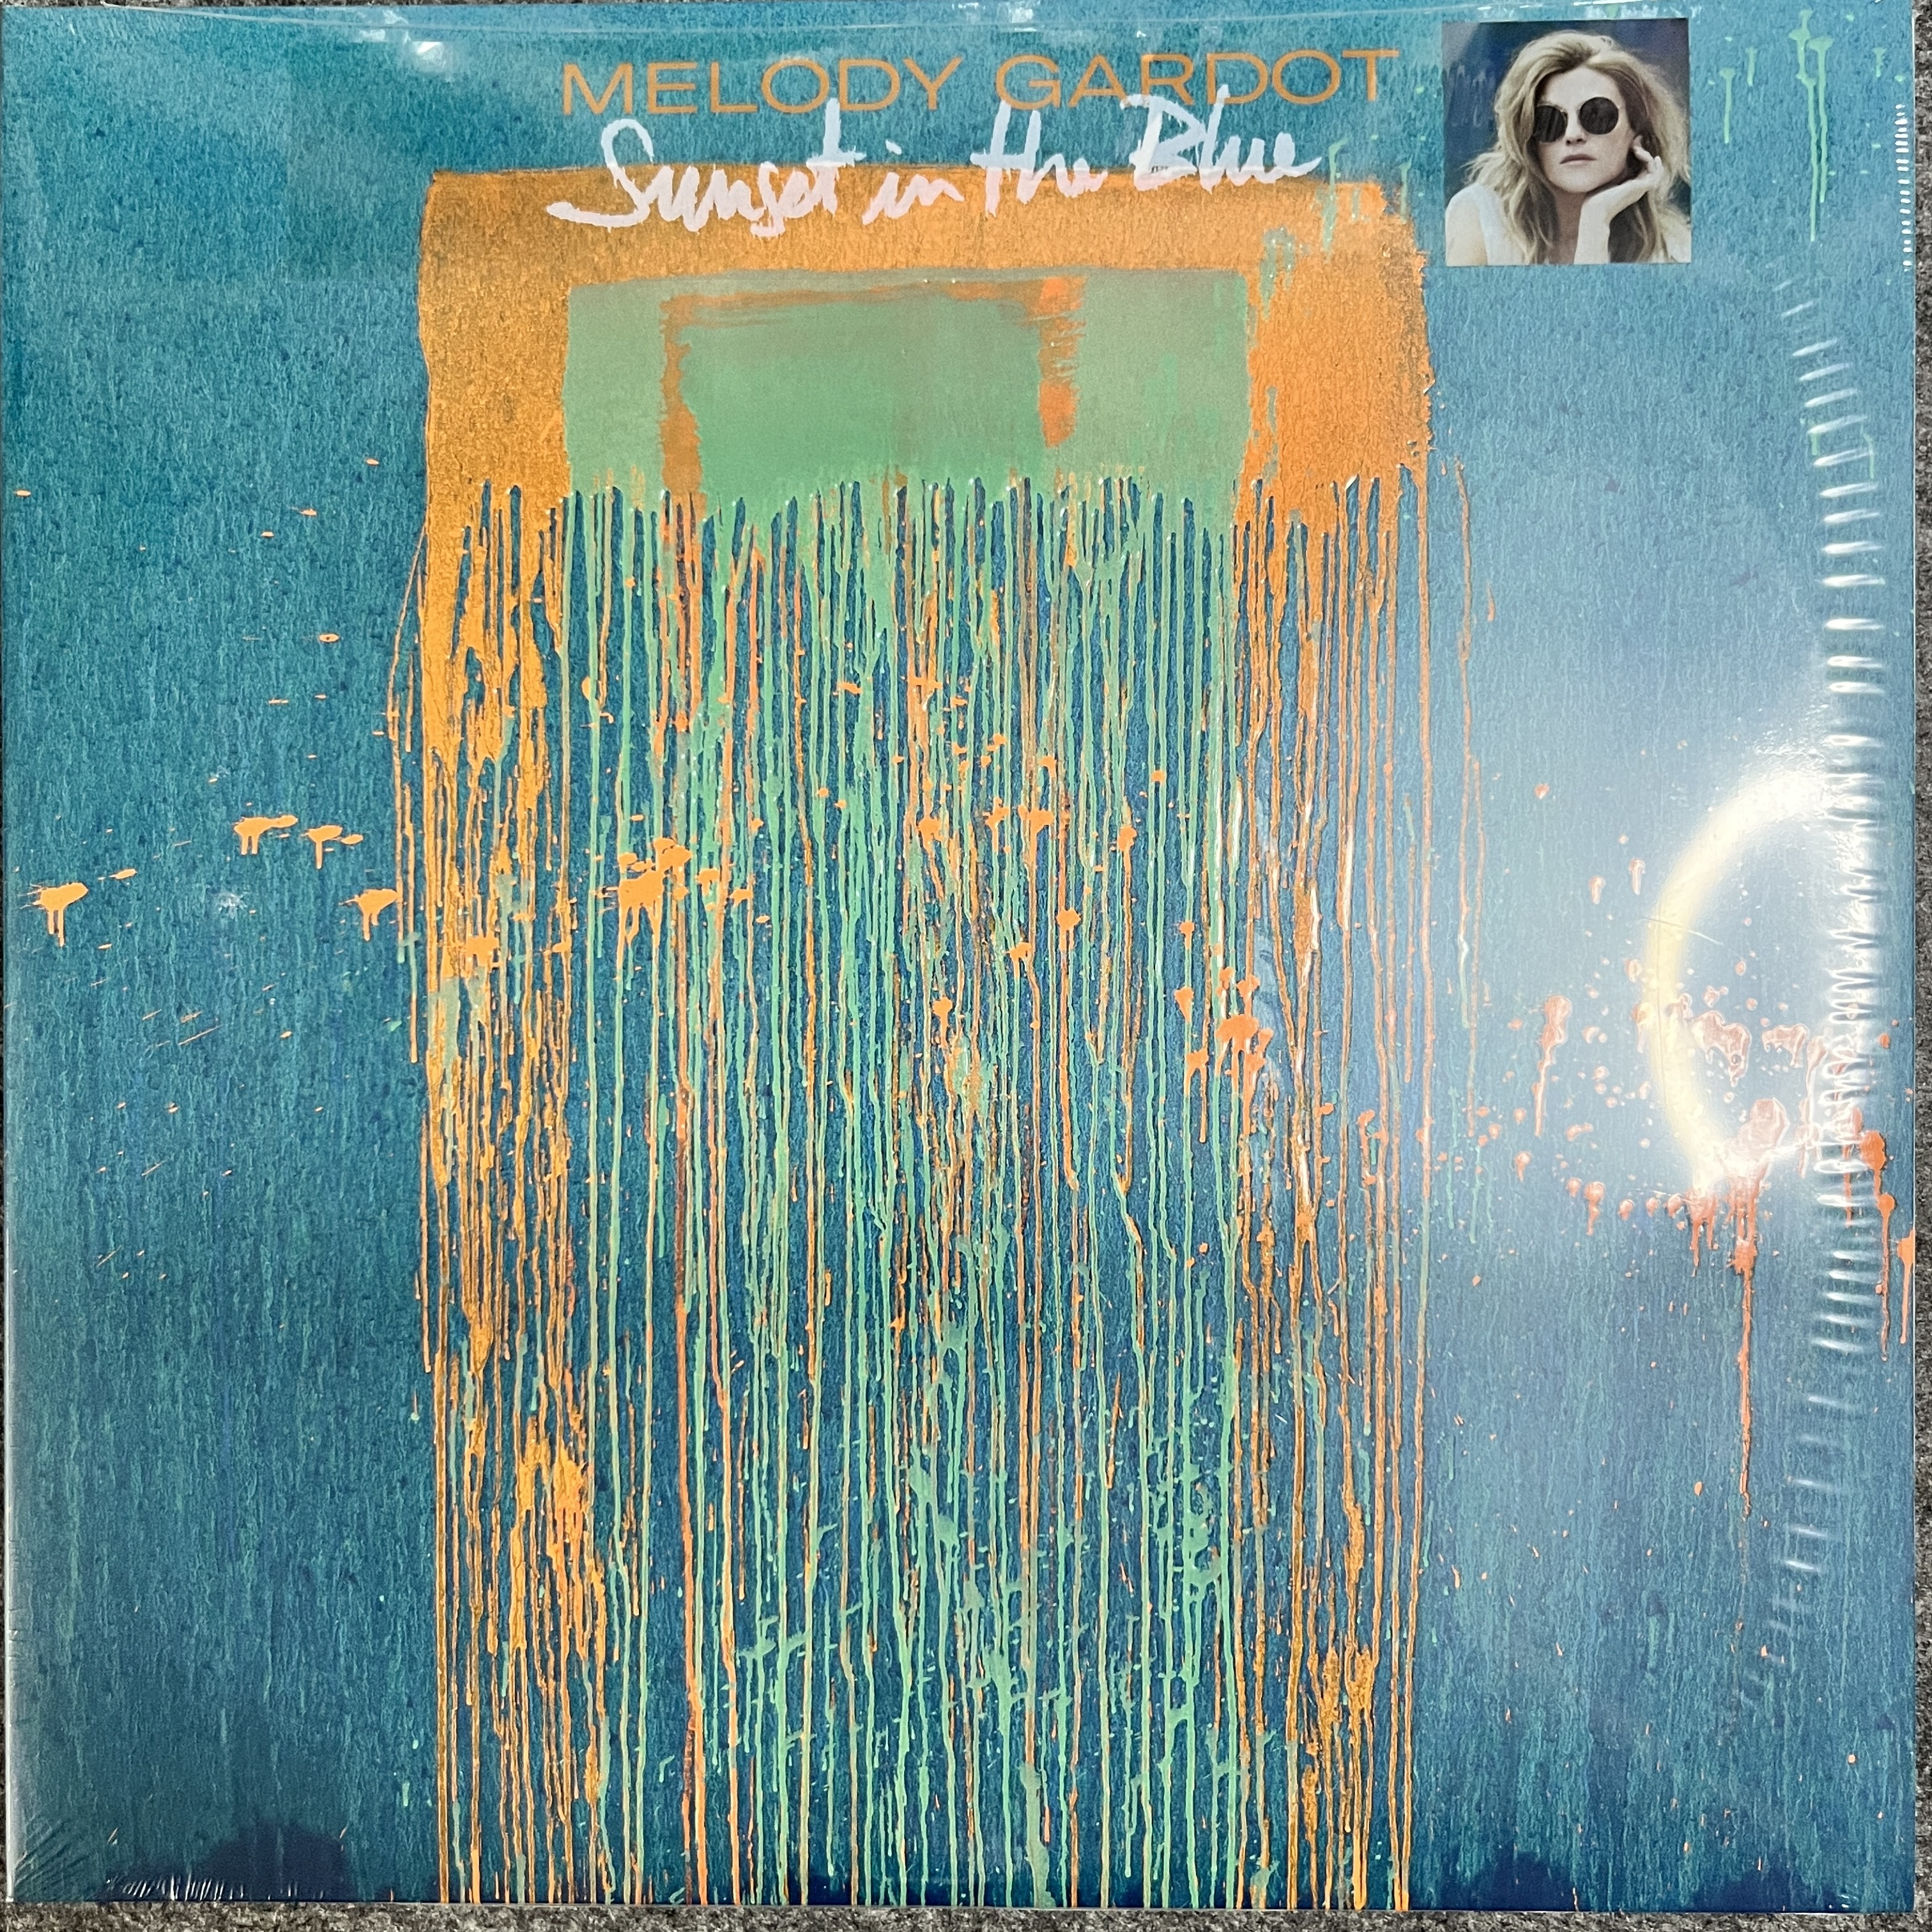 MELODY GARDOT
Sunset in the Blue